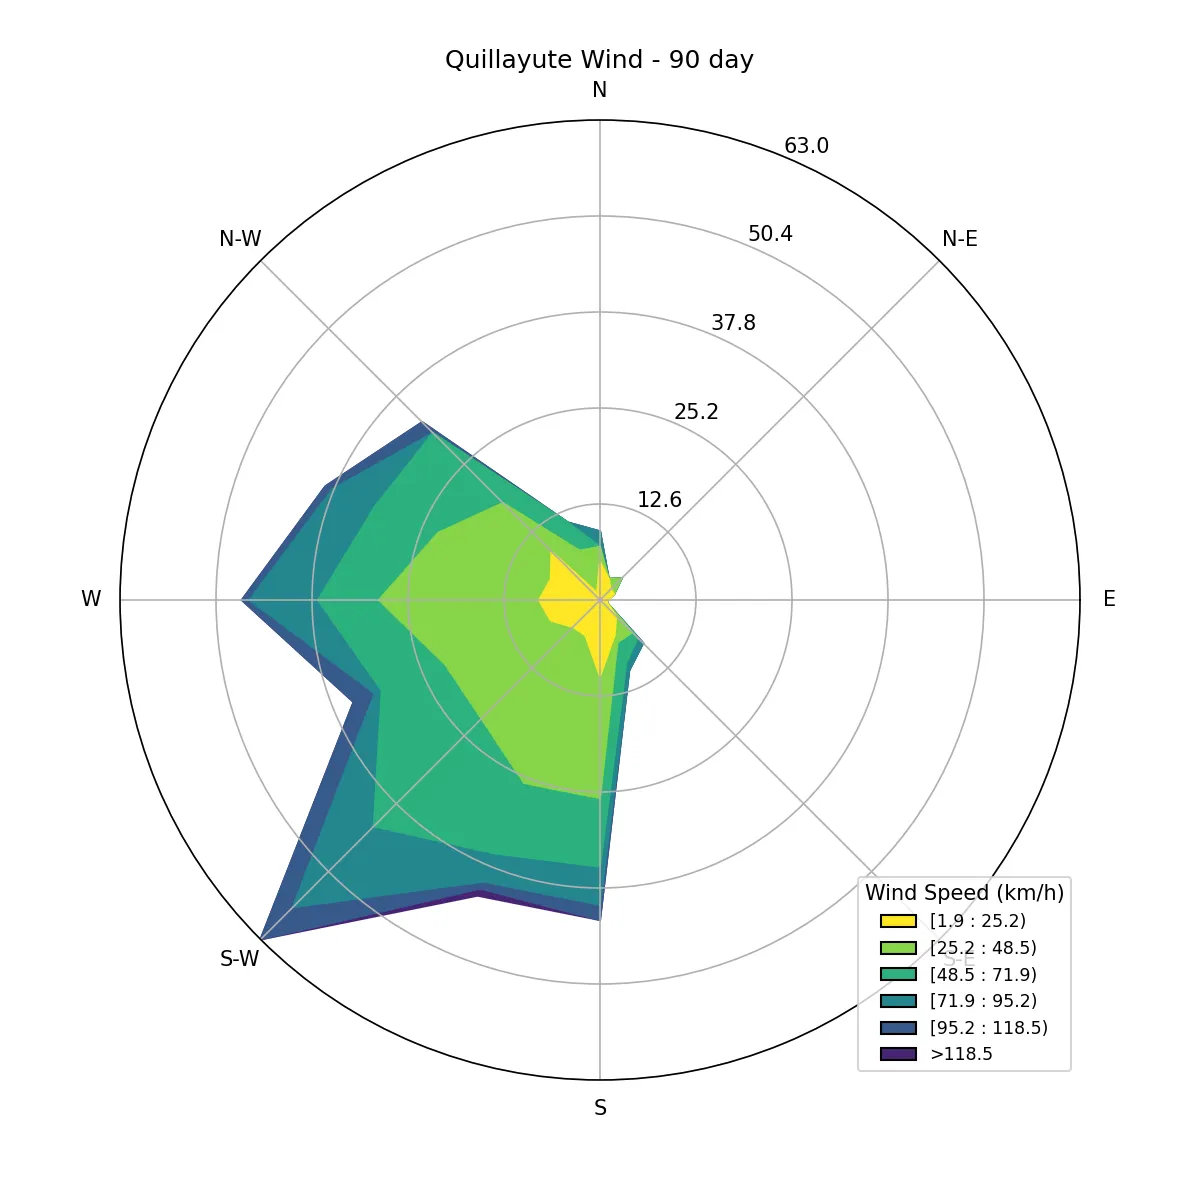 Quillayute Wind - 90 day
N
63.0
N-W
50.4
N-E
37.8
25.2
12.6
W
E
S-W
S-E
S
Wind Speed (km/h)
[1.9 : 25.2)
[25.2 : 48.5)
[48.5 : 71.9)
[71.9 : 95.2)
[95.2 : 118.5)
>118.5